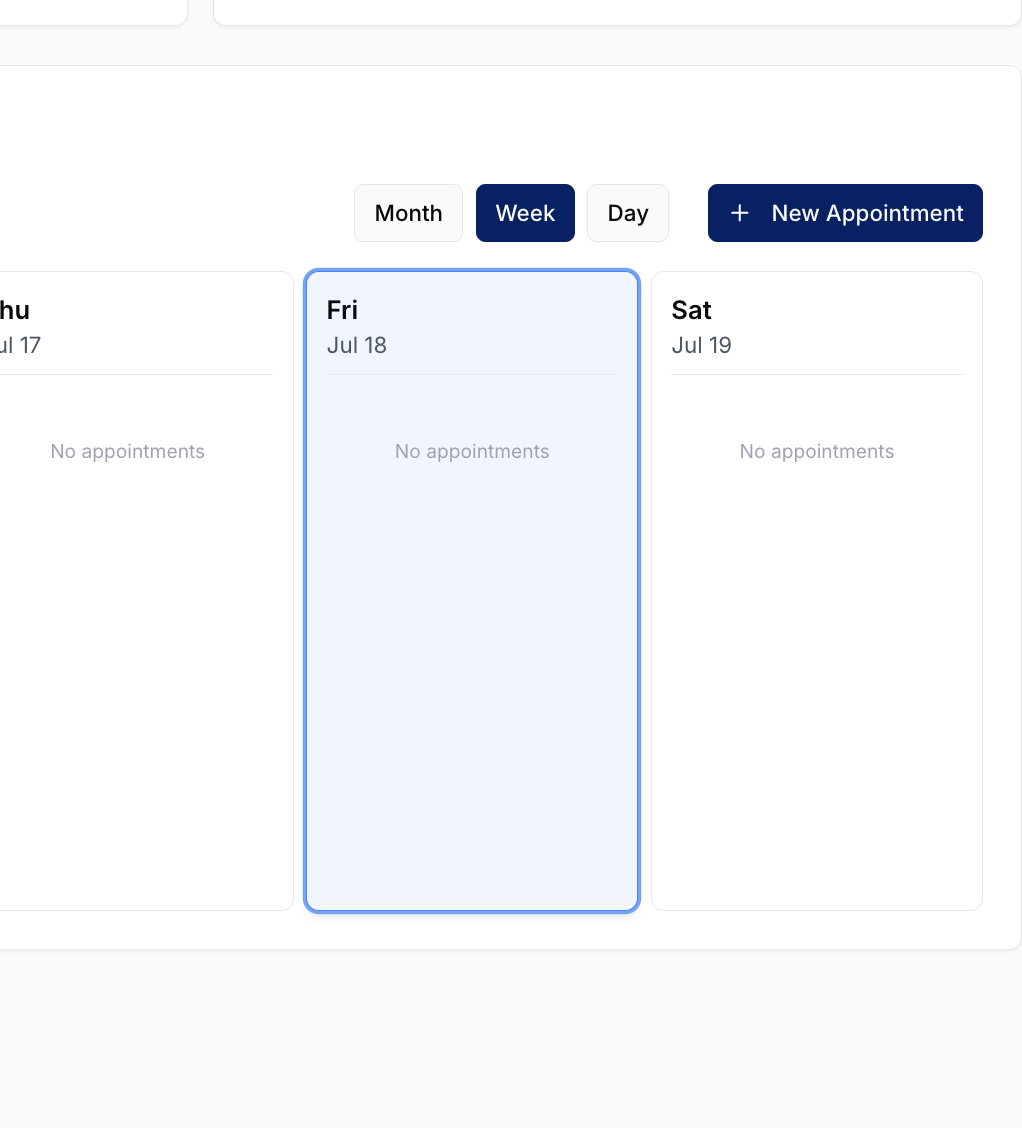 Month
Week
Day
+ New Appointment
hu
ul 17
No appointments
Fri
Jul 18
No appointments
Sat
Jul 19
No appointments